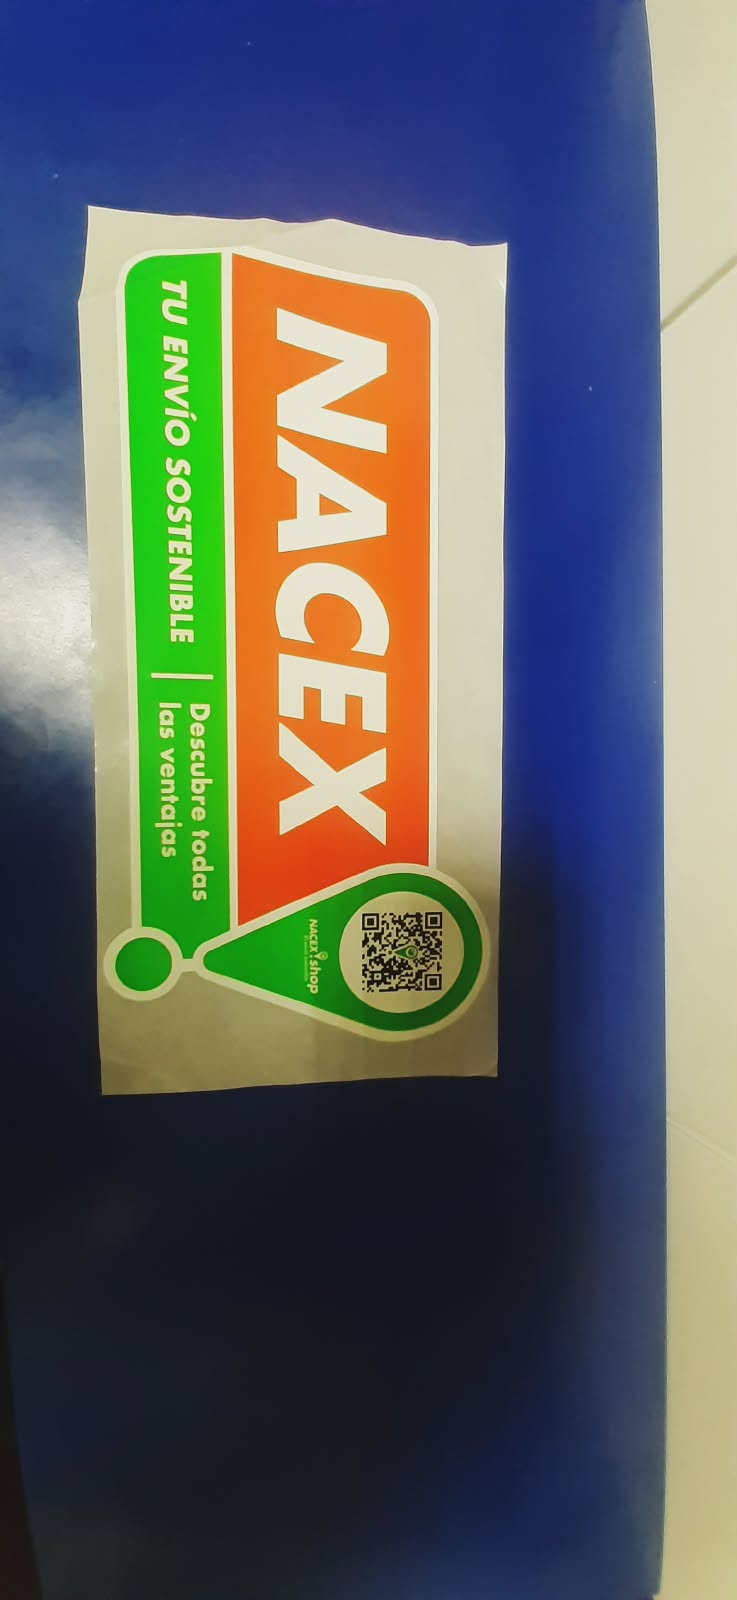 NACEX
TU ENVÍO SOSTENIBLE
Descubre todas
las ventajas
NACEX.shop